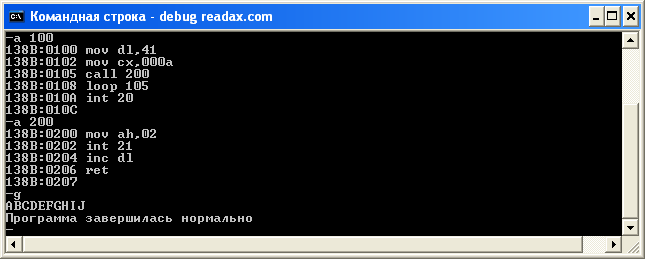 Командная строка - debug readax.com
-a 100
138B:0100 mov dl,41
138B:0102 mov cx,000a
138B:0105 call 200
138B:0108 loop 105
138B:010A int 20
138B:010C
-a 200
138B:0200 mov ah,02
138B:0202 int 21
138B:0204 inc dl
138B:0206 ret
138B:0207
-g
ABCDEFGHIJ
Программа завершилась нормально
-